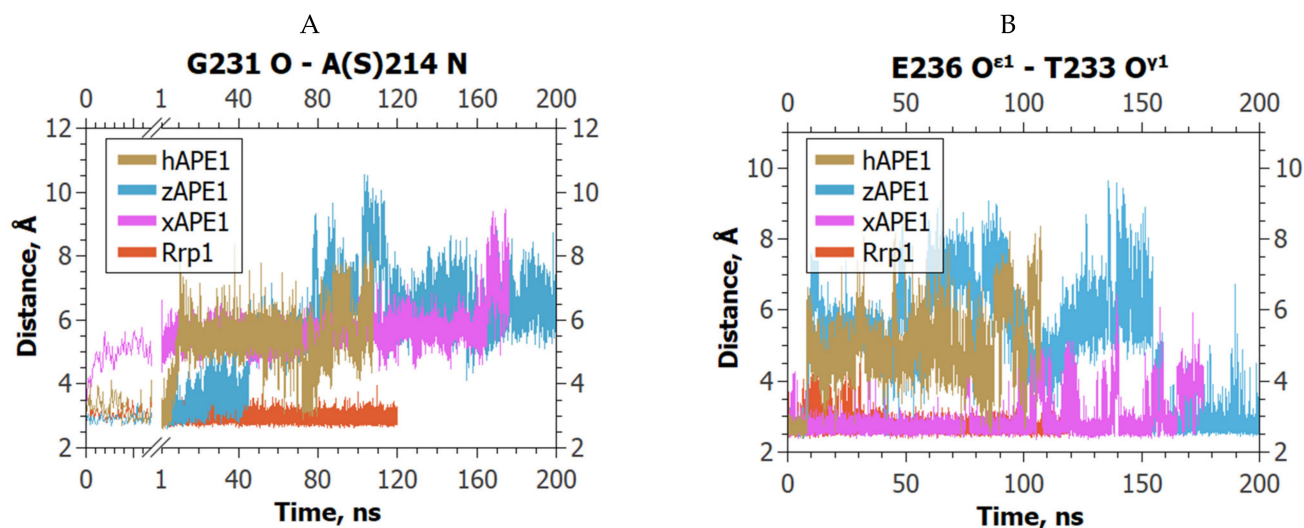 A
G231 O - A(S)214 N
0 1 40 80 120 160 200
12 12
hAPE1
10 10
zAPE1
xAPE1
8 8
Rrp1
6 6
4 4
2 2
0 1 40 80 120 160 200
Distance, Å
Time, ns
B
E236 Oᵋ¹ - T233 Oᵞ¹
0 50 100 150 200
hAPE1
10 10
zAPE1
xAPE1
8 8
Rrp1
6 6
4 4
2 2
0 50 100 150 200
Distance, Å
Time, ns